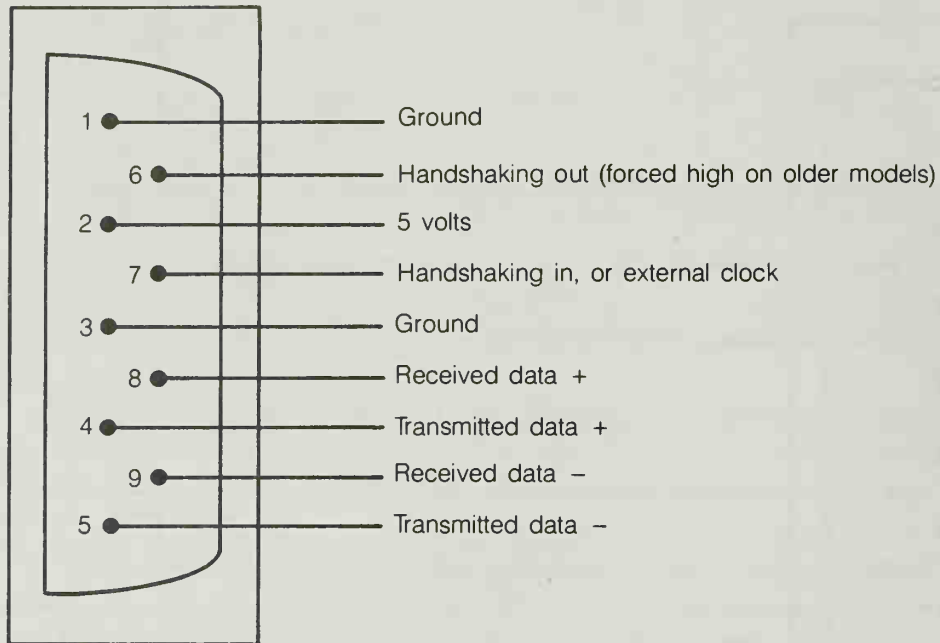 1 Ground
6 Handshaking out (forced high on older models)
2 5 volts
7 Handshaking in, or external clock
3 Ground
8 Received data +
4 Transmitted data +
9 Received data –
5 Transmitted data –